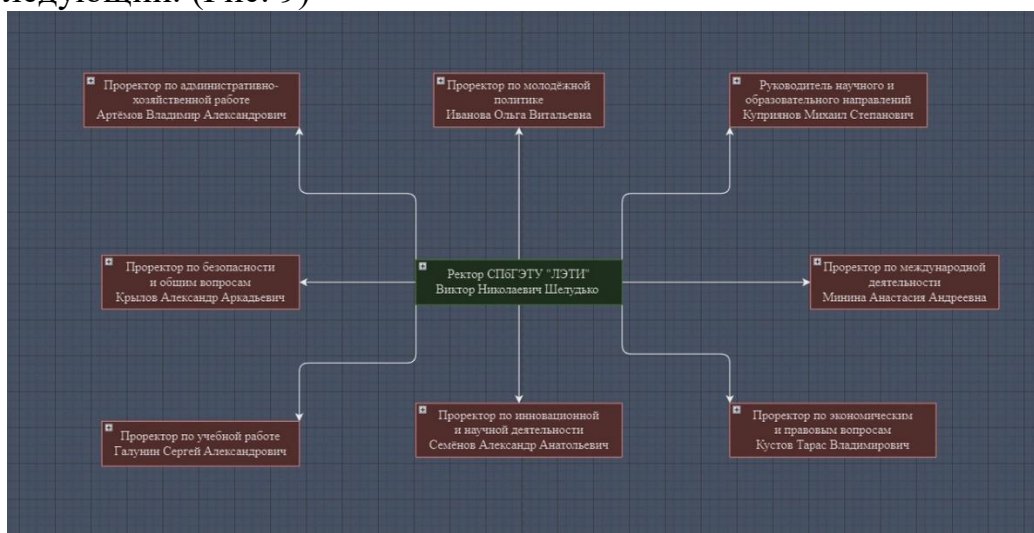 ледующий: (Рис. 9)
Проректор по административно-
хозяйственной работе
Артёмов Владимир Александрович
Проректор по молодёжной
политике
Иванова Ольга Витальевна
Руководитель научного и
образовательного направлений
Куприянов Михаил Степанович
Проректор по безопасности
и общим вопросам
Крылов Александр Аркадьевич
Ректор СПбГЭТУ "ЛЭТИ"
Виктор Николаевич Шелудько
Проректор по международной
деятельности
Минина Анастасия Андреевна
Проректор по учебной работе
Галунин Сергей Александрович
Проректор по инновационной
и научной деятельности
Семёнов Александр Анатольевич
Проректор по экономическим
и правовым вопросам
Кустов Тарас Владимирович